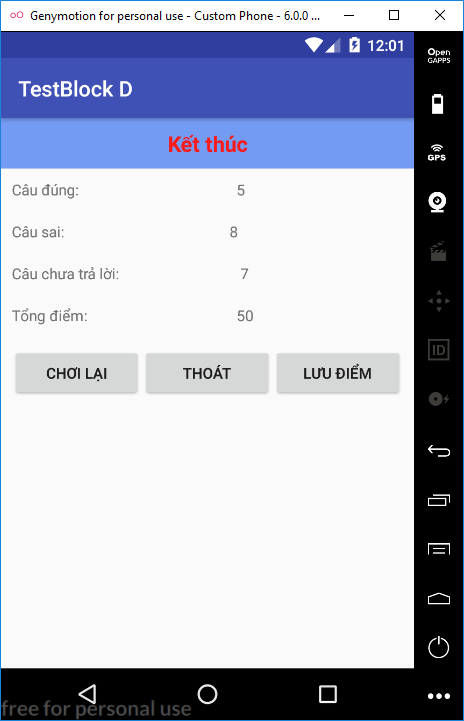 Genymotion for personal use - Custom Phone - 6.0.0 ...
12:01
Open
GAPPS
TestBlock D
GPS
Kết thúc
Câu đúng: 5
Câu sai: 8
Câu chưa trả lời: 7
Tổng điểm: 50
ID
CHƠI LẠI THOÁT LƯU ĐIỂM
free for personal use